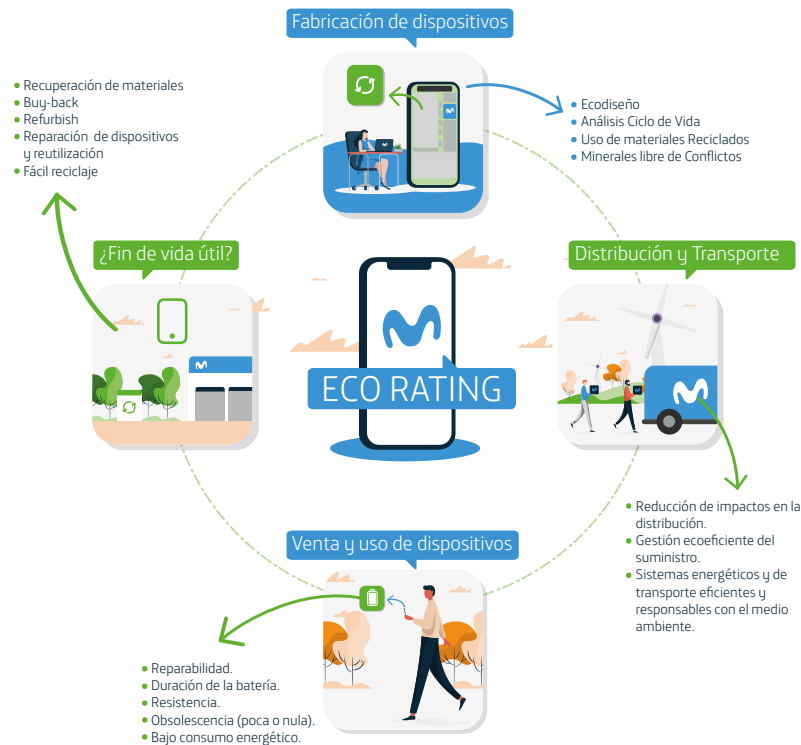 Fabricación de dispositivos
• Recuperación de materiales
• Buy-back
• Refurbish
• Reparación de dispositivos
y reutilización
• Fácil reciclaje
• Ecodiseño
• Análisis Ciclo de Vida
• Uso de materiales Reciclados
• Minerales libre de Conflictos
¿Fin de vida útil?
Distribución y Transporte
ECO RATING
• Reducción de impactos en la
distribución.
• Gestión ecoeficiente del
suministro.
• Sistemas energéticos y de
transporte eficientes y
responsables con el medio
ambiente.
Venta y uso de dispositivos
• Reparabilidad.
• Duración de la batería.
• Resistencia.
• Obsolescencia (poca o nula).
• Bajo consumo energético.